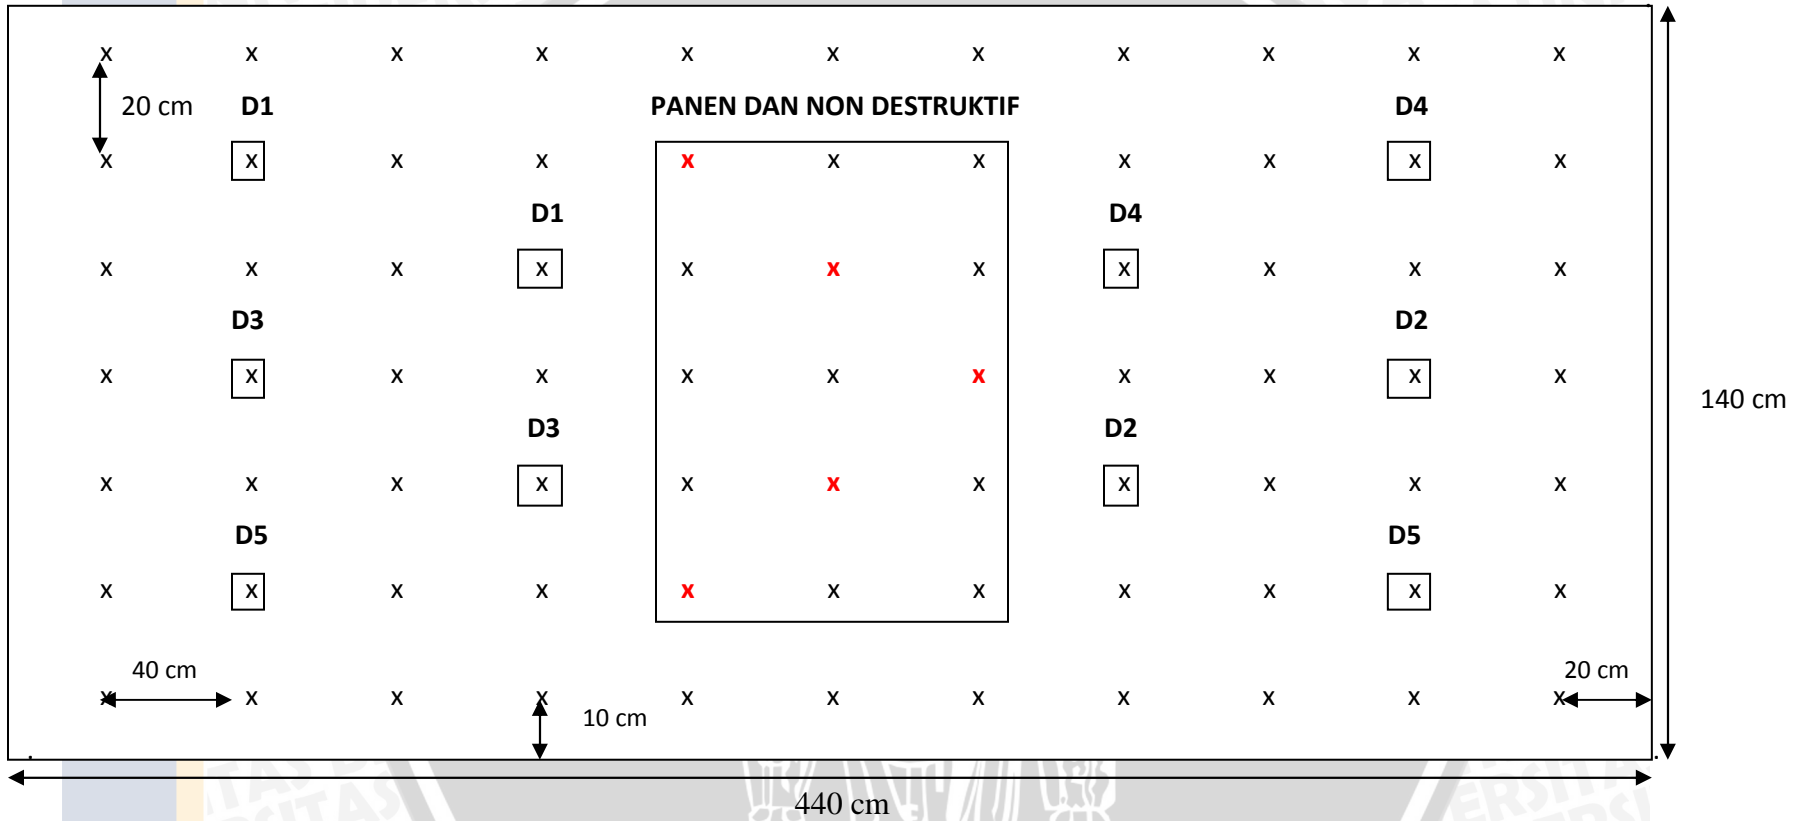 x x x x x x x x x x x
20 cm D1 PANEN DAN NON DESTRUKTIF D4
x x x x x x x x x x x
D1 D4
x x x x x x x x x x x
D3 D2
x x x x x x x x x x x
140 cm
D3 D2
x x x x x x x x x x x
D5 D5
x x x x x x x x x x x
40 cm 20 cm
x x x x x x x x x x x
10 cm
440 cm